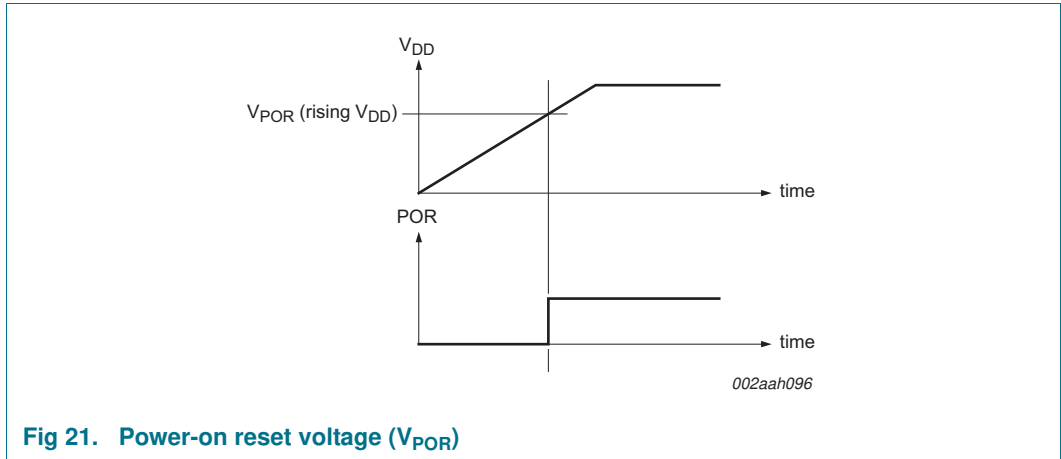 VDD
VPOR (rising VDD)
time
POR
time
002aah096
Fig 21. Power-on reset voltage (VPOR)